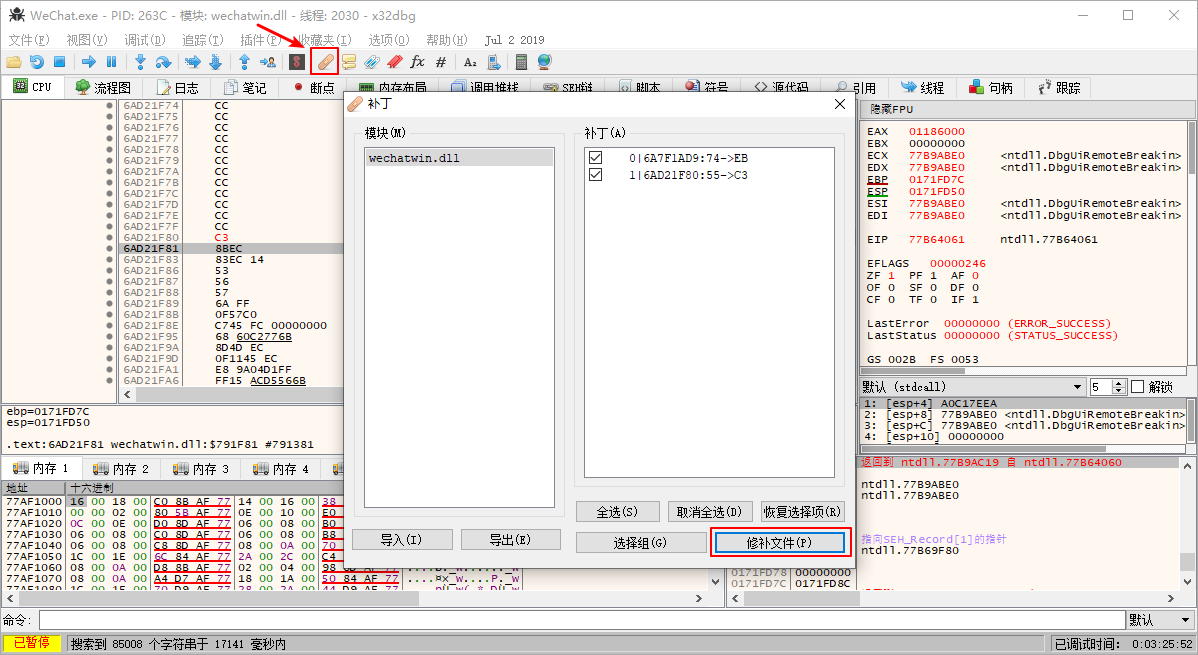 WeChat.exe - PID: 263C - 模块: wechatwin.dll - 线程: 2030 - x32dbg
文件(F) 视图(V) 调试(D) 追踪(T) 插件(P) 收藏夹(I) 选项(O) 帮助(H) Jul 2 2019
CPU 流程图 日志 笔记 断点 内存布局 调用堆栈 SEH链 脚本 符号 源代码 引用 线程 句柄 跟踪
6AD21F74 CC
6AD21F75 CC
6AD21F76 CC
6AD21F77 CC
6AD21F78 CC
6AD21F79 CC
6AD21F7A CC
6AD21F7B CC
6AD21F7C CC
6AD21F7D CC
6AD21F7E CC
6AD21F7F CC
6AD21F80 C3
6AD21F81 8BEC
6AD21F83 83EC 14
6AD21F86 53
6AD21F87 56
6AD21F88 57
6AD21F89 6A FF
6AD21F8B 0F57C0
6AD21F8E C745 FC 00000000
6AD21F95 68 60C2776B
6AD21F9A 8D4D EC
6AD21F9D 0F1145 EC
6AD21FA1 E8 9A04D1FF
6AD21FA6 FF15 ACD5566B
补丁
模块(M)
wechatwin.dll
补丁(A)
0|6A7F1AD9:74->EB
1|6AD21F80:55->C3
全选(S) 取消全选(D) 恢复选择项(R)
导入(I) 导出(E) 选择组(G) 修补文件(P)
隐藏FPU
EAX 01186000
EBX 00000000
ECX 77B9ABE0 <ntdll.DbgUiRemoteBreakin>
EDX 77B9ABE0 <ntdll.DbgUiRemoteBreakin>
EBP 0171FD7C
ESP 0171FD50
ESI 77B9ABE0 <ntdll.DbgUiRemoteBreakin>
EDI 77B9ABE0 <ntdll.DbgUiRemoteBreakin>
EIP 77B64061 ntdll.77B64061
EFLAGS 00000246
ZF 1 PF 1 AF 0
OF 0 SF 0 DF 0
CF 0 TF 0 IF 1
LastError 00000000 (ERROR_SUCCESS)
LastStatus 00000000 (STATUS_SUCCESS)
GS 002B FS 0053
默认 (stdcall) 5 解锁
1: [esp+4] A0C17EEA
2: [esp+8] 77B9ABE0 <ntdll.DbgUiRemoteBreakin>
3: [esp+C] 77B9ABE0 <ntdll.DbgUiRemoteBreakin>
4: [esp+10] 00000000
ebp=0171FD7C
esp=0171FD50
.text:6AD21F81 wechatwin.dll:$791F81 #791381
内存 1 内存 2 内存 3 内存 4
地址 十六进制
77AF1000 16 00 18 00 C0 8B AF 77 14 00 16 00 38
77AF1010 00 00 02 00 80 5B AF 77 0E 00 10 00 E0
77AF1020 0C 00 0E 00 D0 8D AF 77 06 00 08 00 B0
77AF1030 06 00 08 00 C0 8D AF 77 06 00 08 00 B8
77AF1040 06 00 08 00 C8 8D AF 77 08 00 0A 00 70
77AF1050 1C 00 1E 00 6C 84 AF 77 2A 00 2C 00 C4
77AF1060 08 00 0A 00 D8 8B AF 77 02 00 04 00 98
77AF1070 08 00 0A 00 A4 D7 AF 77 18 00 1A 00 50 84 AF 77
返回到 ntdll.77B9AC19 自 ntdll.77B64060
ntdll.77B9ABE0
ntdll.77B9ABE0
指向SEH_Record[1]的指针
ntdll.77B69F80
0171FD78 00000000
0171FD7C 0171FD8C
命令: 默认
已暂停 搜索到 85008 个字符串于 17141 毫秒内 已调试时间: 0:03:25:52